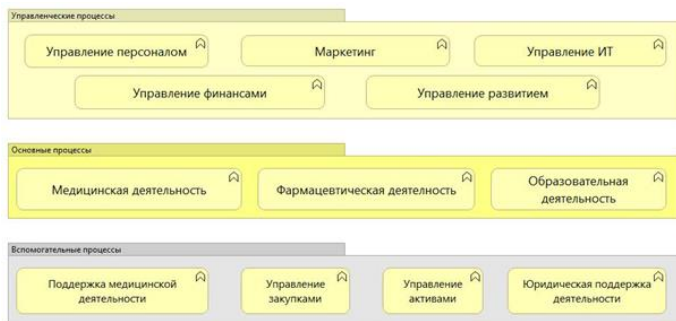 Управленческие процессы
Управление персоналом
Маркетинг
Управление ИТ
Управление финансами
Управление развитием
Основные процессы
Медицинская деятельность
Фармацевтическая деятелность
Образовательная
деятельность
Вспомогательные процессы
Поддержка медицинской
деятельности
Управление
закупками
Управление
активами
Юридическая поддержка
деятельности